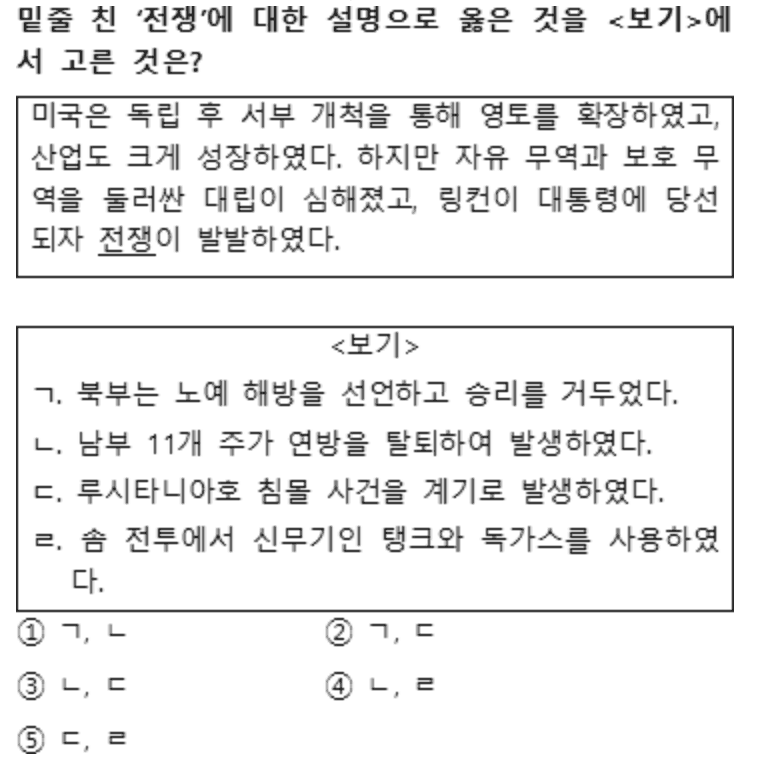 밑줄 친 '전쟁'에 대한 설명으로 옳은 것을 <보기>에
서 고른 것은?
미국은 독립 후 서부 개척을 통해 영토를 확장하였고,
산업도 크게 성장하였다. 하지만 자유 무역과 보호 무
역을 둘러싼 대립이 심해졌고, 링컨이 대통령에 당선
되자 전쟁이 발발하였다.
<보기>
ㄱ. 북부는 노예 해방을 선언하고 승리를 거두었다.
ㄴ. 남부 11개 주가 연방을 탈퇴하여 발생하였다.
ㄷ. 루시타니아호 침몰 사건을 계기로 발생하였다.
ㄹ. 솜 전투에서 신무기인 탱크와 독가스를 사용하였
다.
① ㄱ, ㄴ ② ㄱ, ㄷ
③ ㄴ, ㄷ ④ ㄴ, ㄹ
⑤ ㄷ, ㄹ